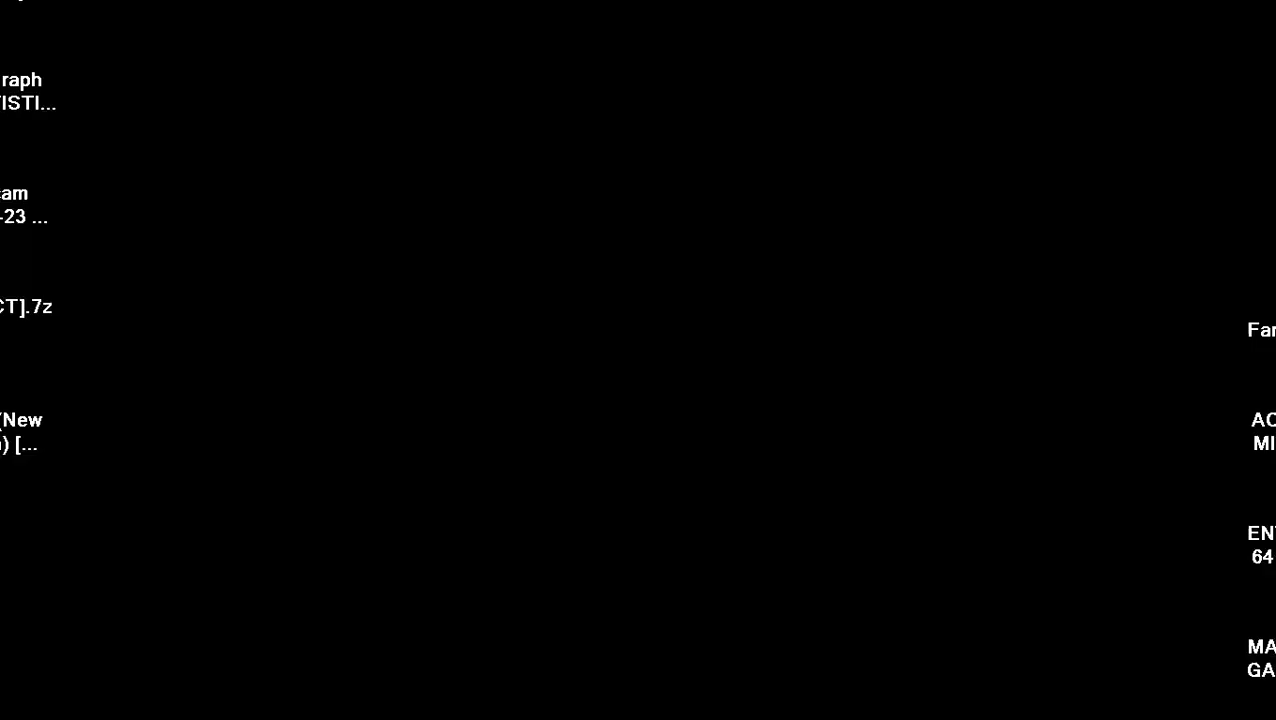 raph
ISTI...
am
-23 ...
CT].7z
(New
) [...
Far
AC
MI
EN
64
MA
GA